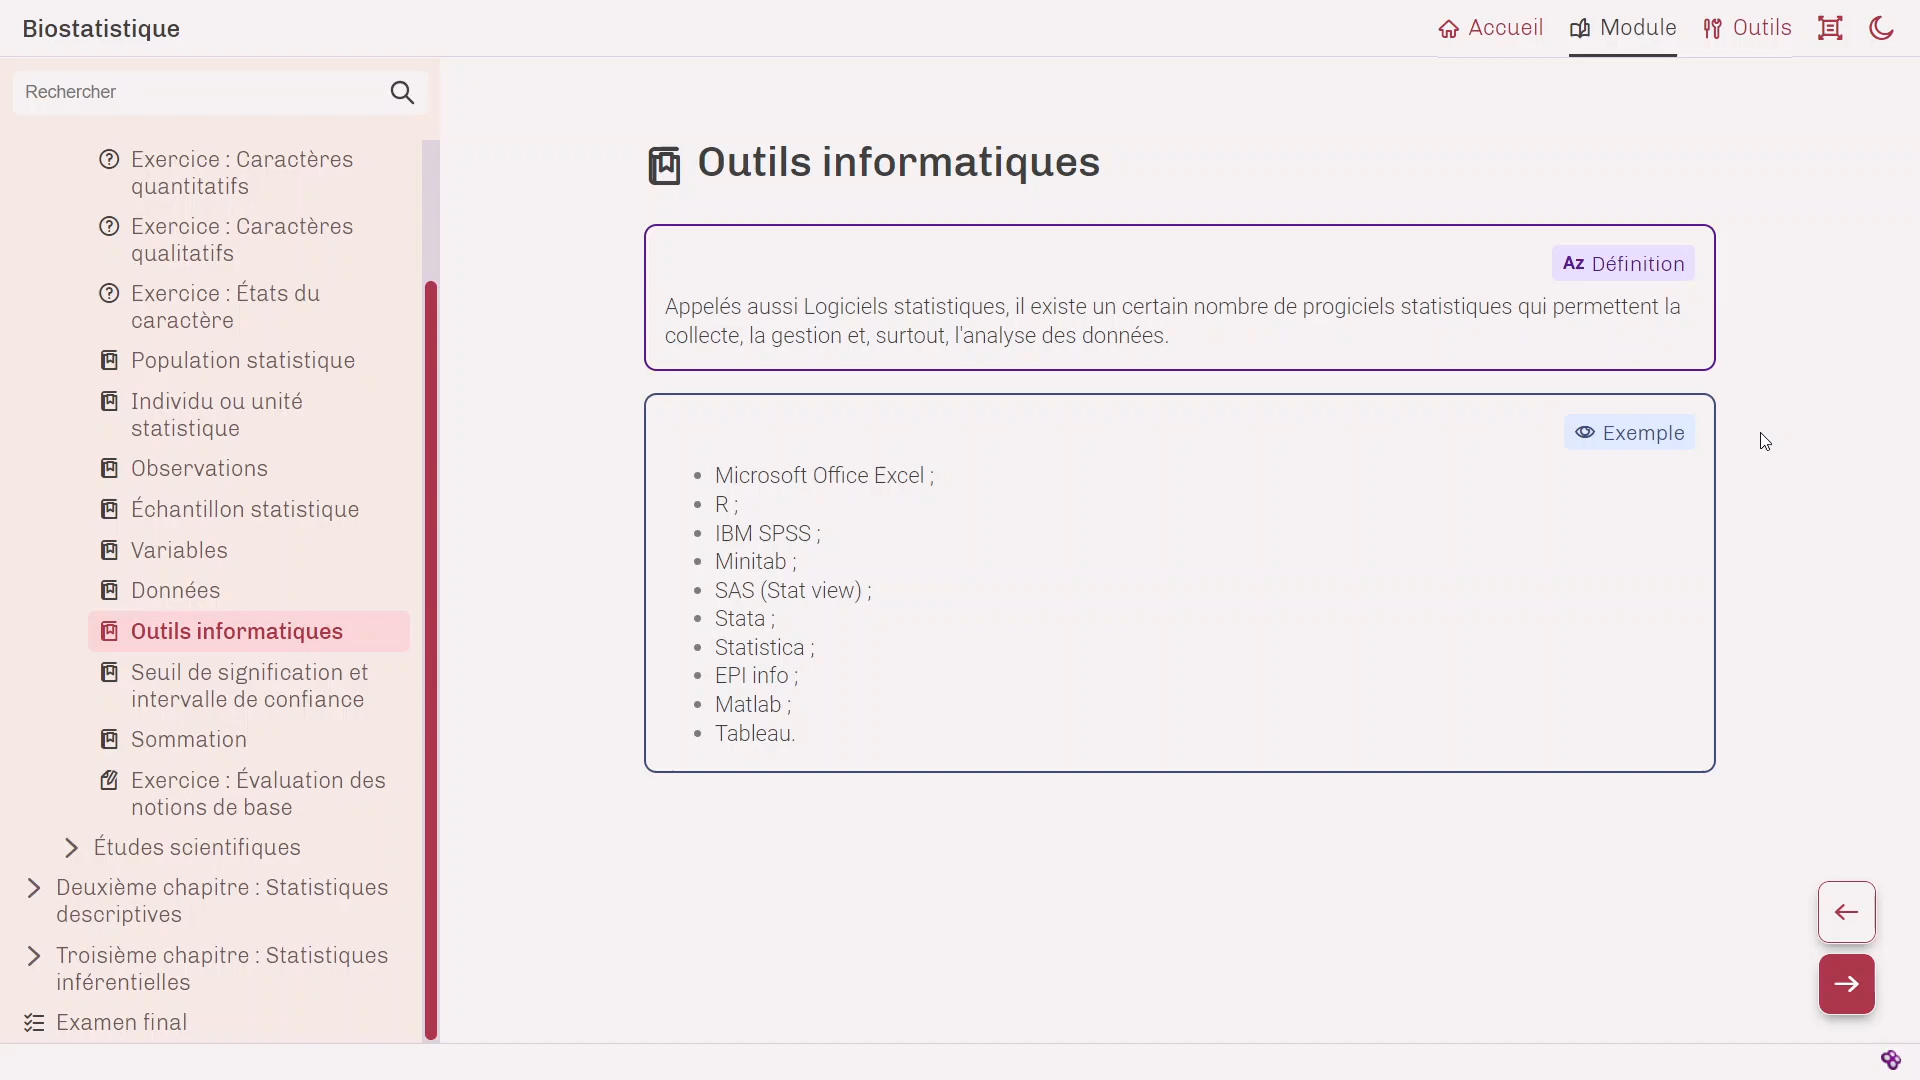 Biostatistique
Accueil
Module
Outils
Rechercher
Exercice : Caractères
quantitatifs
Exercice : Caractères
qualitatifs
Exercice : États du
caractère
Population statistique
Individu ou unité
statistique
Observations
Échantillon statistique
Variables
Données
Outils informatiques
Seuil de signification et
intervalle de confiance
Sommation
Exercice : Évaluation des
notions de base
Études scientifiques
Deuxième chapitre : Statistiques
descriptives
Troisième chapitre : Statistiques
inférentielles
Examen final
Outils informatiques
Az Définition
Appelés aussi Logiciels statistiques, il existe un certain nombre de progiciels statistiques qui permettent la
collecte, la gestion et, surtout, l'analyse des données.
Exemple
• Microsoft Office Excel ;
• R ;
• IBM SPSS ;
• Minitab ;
• SAS (Stat view) ;
• Stata ;
• Statistica ;
• EPI info ;
• Matlab ;
• Tableau.